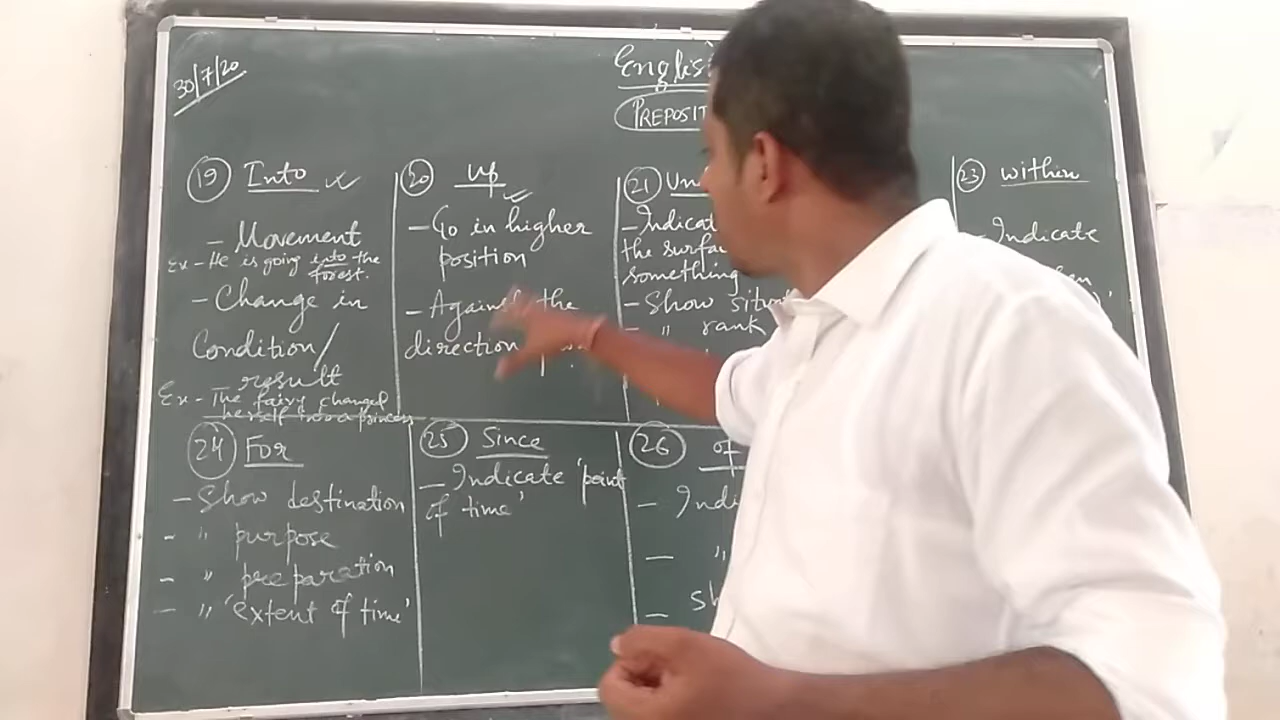 30/7/20
English
PREPOSIT
19 Into
- Movement
Ex - He is going into the
forest.
- Change in
Condition/
- result
Ex - The fairy changed
herself into a princess
20 Up
- Go in higher
position
- Against the
direction
21 Un
- Indicat
the surfa
something
- Show situ
- " rank
23 within
- Indicate
24 For
- Show destination
- " purpose
- " preparation
- " 'extent of time'
25 Since
- Indicate 'point
of time'
26 of
- Indi
- "
- Sh